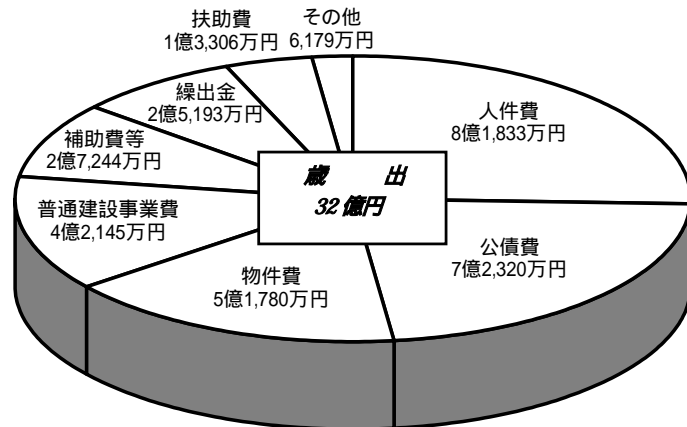 扶助費
1億3,306万円
その他
6,179万円
人件費
8億1,833万円
繰出金
2億5,193万円
補助費等
2億7,244万円
歳 出
32億円
普通建設事業費
4億2,145万円
物件費
5億1,780万円
公債費
7億2,320万円